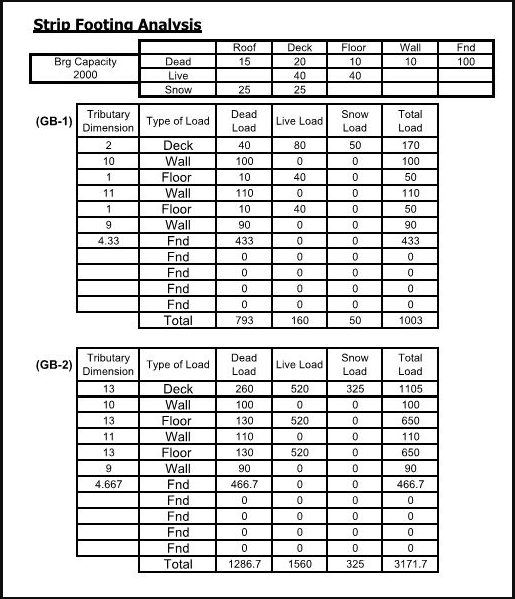 Strip Footing Analysis
Roof Deck Floor Wall Fnd
Brg Capacity Dead 15 20 10 10 100
2000 Live 40 40
Snow 25 25
(GB-1) Tributary Dimension Type of Load Dead Load Live Load Snow Load Total Load
2 Deck 40 80 50 170
10 Wall 100 0 0 100
1 Floor 10 40 0 50
11 Wall 110 0 0 110
1 Floor 10 40 0 50
9 Wall 90 0 0 90
4.33 Fnd 433 0 0 433
Fnd 0 0 0 0
Fnd 0 0 0 0
Fnd 0 0 0 0
Fnd 0 0 0 0
Total 793 160 50 1003
(GB-2) Tributary Dimension Type of Load Dead Load Live Load Snow Load Total Load
13 Deck 260 520 325 1105
10 Wall 100 0 0 100
13 Floor 130 520 0 650
11 Wall 110 0 0 110
13 Floor 130 520 0 650
9 Wall 90 0 0 90
4.667 Fnd 466.7 0 0 466.7
Fnd 0 0 0 0
Fnd 0 0 0 0
Fnd 0 0 0 0
Fnd 0 0 0 0
Total 1286.7 1560 325 3171.7